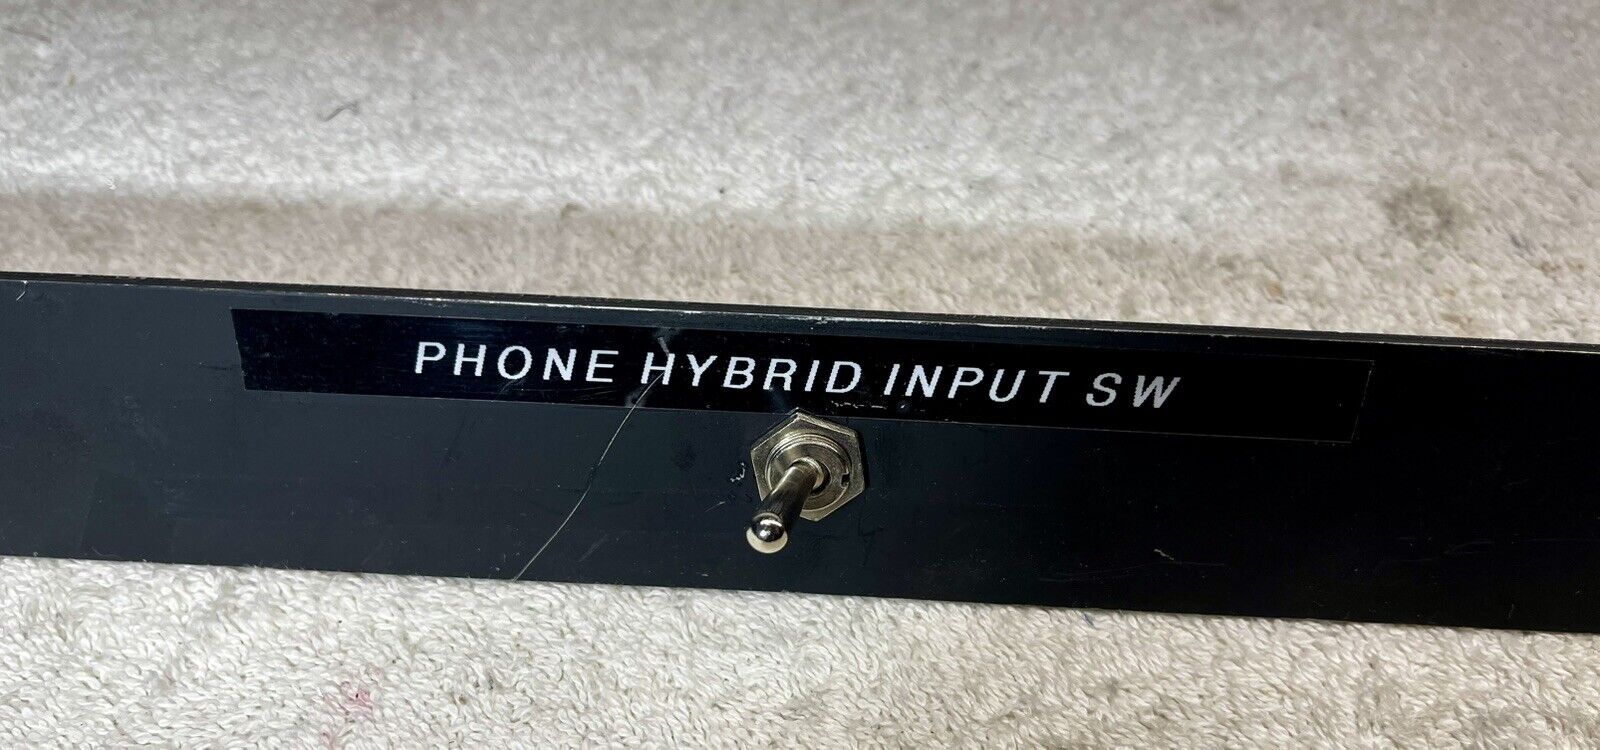 PHONE HYBRID INPUT SW